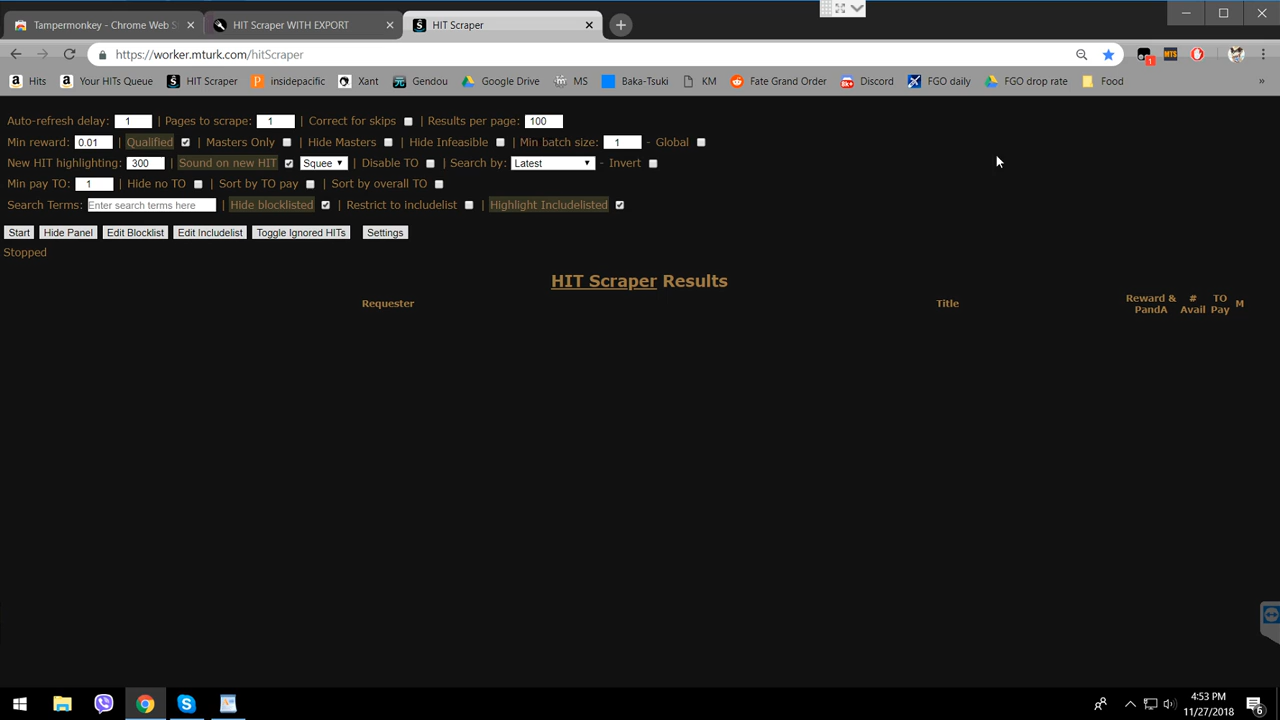 Tampermonkey - Chrome Web S
HIT Scraper WITH EXPORT
HIT Scraper
https://worker.mturk.com/hitScraper
Hits
Your HITs Queue
HIT Scraper
insidepacific
Xant
Gendou
Google Drive
MS
Baka-Tsuki
KM
Fate Grand Order
Discord
FGO daily
FGO drop rate
Food
»
Auto-refresh delay: 1 | Pages to scrape: 1 | Correct for skips | Results per page: 100
Min reward: 0.01 | Qualified | Masters Only | Hide Masters | Hide Infeasible | Min batch size: 1 - Global
New HIT highlighting: 300 | Sound on new HIT Squee | Disable TO | Search by: Latest - Invert
Min pay TO: 1 | Hide no TO | Sort by TO pay | Sort by overall TO
Search Terms: Enter search terms here | Hide blocklisted | Restrict to includelist | Highlight Includelisted
Start Hide Panel Edit Blocklist Edit Includelist Toggle Ignored HITs Settings
Stopped
HIT Scraper Results
Requester
Title
Reward & PandA
# Avail
TO Pay
M
4:53 PM
11/27/2018
6